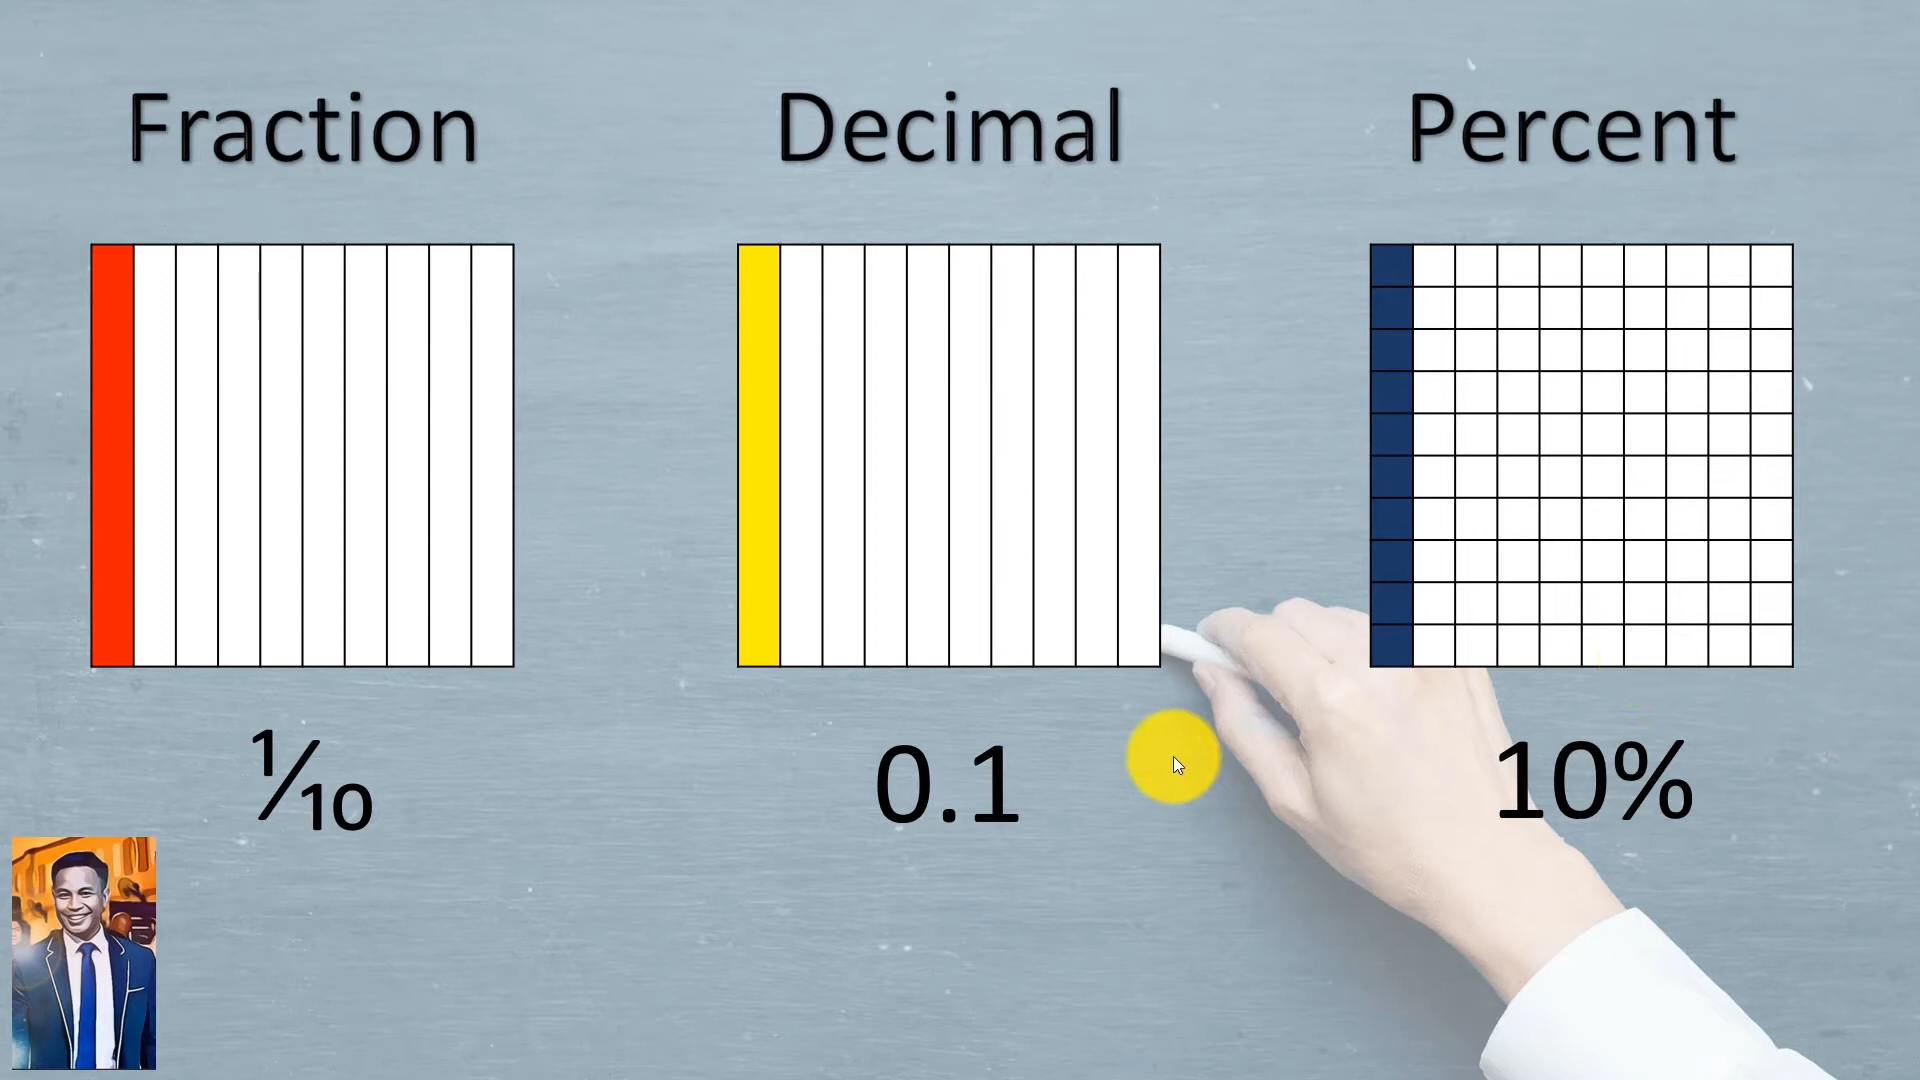 Fraction
Decimal
Percent
⅒
0.1
10%